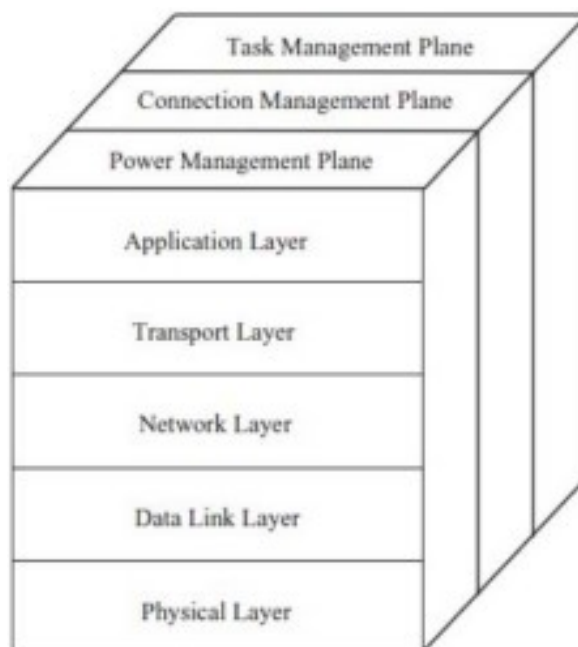 Task Management Plane
Connection Management Plane
Power Management Plane
Application Layer
Transport Layer
Network Layer
Data Link Layer
Physical Layer